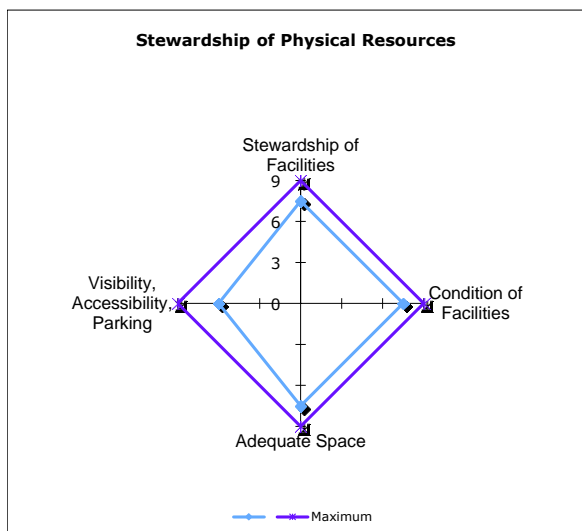 Stewardship of Physical Resources
Stewardship of
Facilities
9
6
3
0
Visibility,
Accessibility,
Parking
Condition of
Facilities
Adequate Space
Maximum